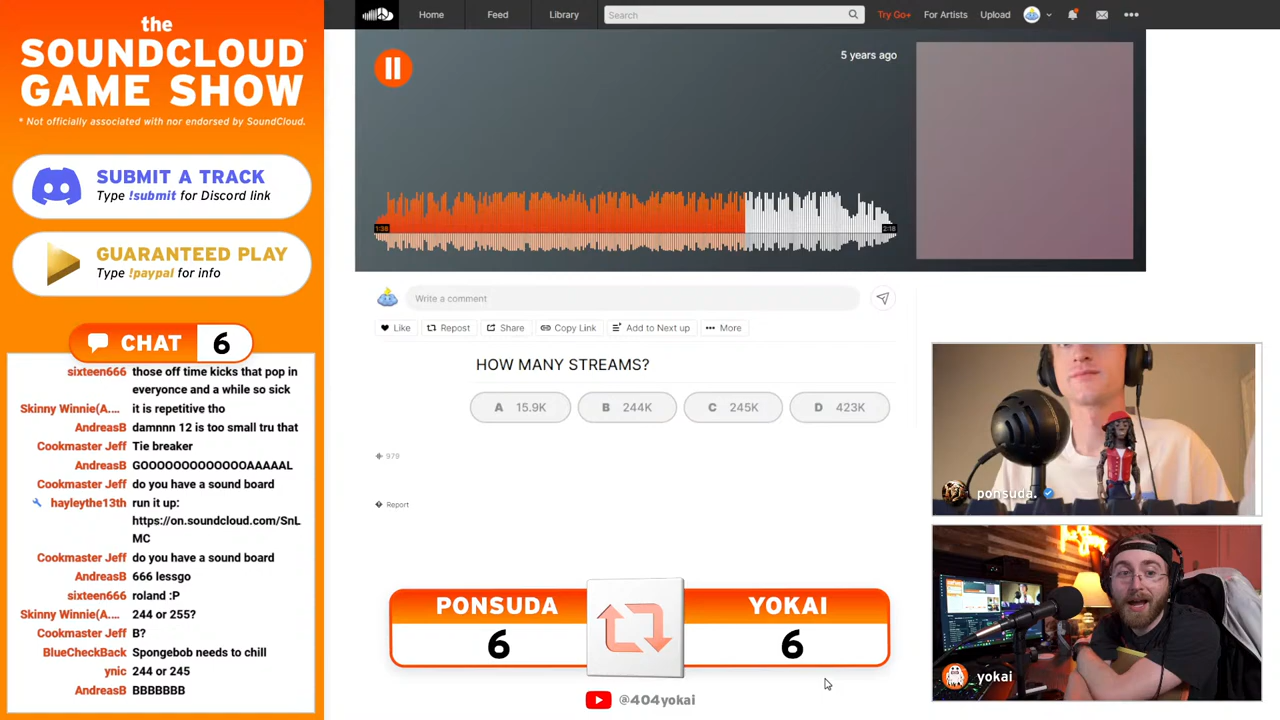 the
SOUNDCLOUD
GAME SHOW
* Not officially associated with nor endorsed by SoundCloud.
SUBMIT A TRACK
Type !submit for Discord link
GUARANTEED PLAY
Type !paypal for info
CHAT 6
sixteen666 those off time kicks that pop in
everyonce and a while so sick
Skinny Winnie(A.... it is repetitive tho
AndreasB damnnn 12 is too small tru that
Cookmaster Jeff Tie breaker
AndreasB GOOOOOOOOOOOOAAAAAL
Cookmaster Jeff do you have a sound board
hayleythe13th run it up:
https://on.soundcloud.com/SnL
MC
Cookmaster Jeff do you have a sound board
AndreasB 666 lessgo
sixteen666 roland :P
Skinny Winnie(A.... 244 or 255?
Cookmaster Jeff B?
BlueCheckBack Spongebob needs to chill
ynic 244 or 245
AndreasB BBBBBBB
Home Feed Library Search Try Go+ For Artists Upload
5 years ago
1:38 2:18
Write a comment
Like Repost Share Copy Link Add to Next up More
HOW MANY STREAMS?
A 15.9K B 244K C 245K D 423K
979
Report
ponsuda.
yokai
PONSUDA YOKAI
6 6
@404yokai